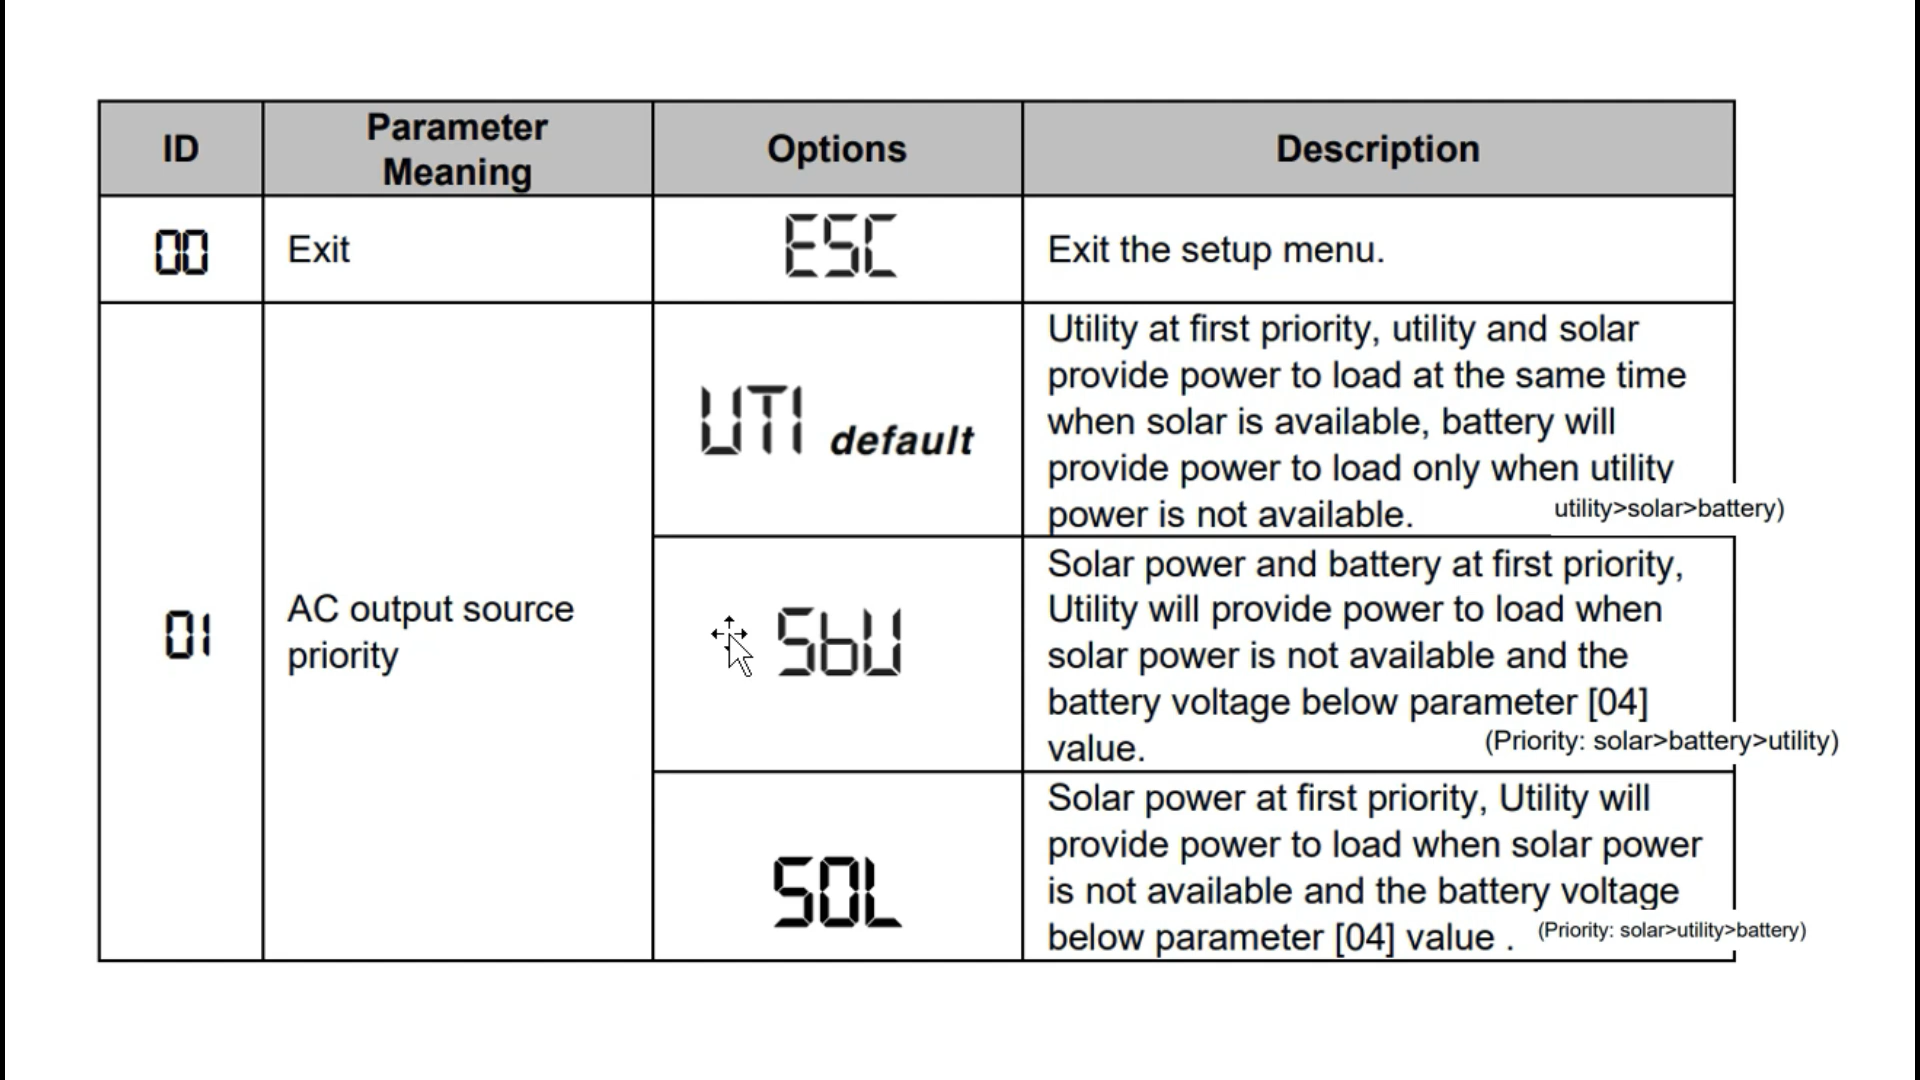 ID
Parameter
Meaning
Options
Description
00
Exit
ESC
Exit the setup menu.
01
AC output source
priority
UTI default
Utility at first priority, utility and solar
provide power to load at the same time
when solar is available, battery will
provide power to load only when utility
power is not available.
utility>solar>battery)
SbU
Solar power and battery at first priority,
Utility will provide power to load when
solar power is not available and the
battery voltage below parameter [04]
value.
(Priority: solar>battery>utility)
SOL
Solar power at first priority, Utility will
provide power to load when solar power
is not available and the battery voltage
below parameter [04] value .
(Priority: solar>utility>battery)